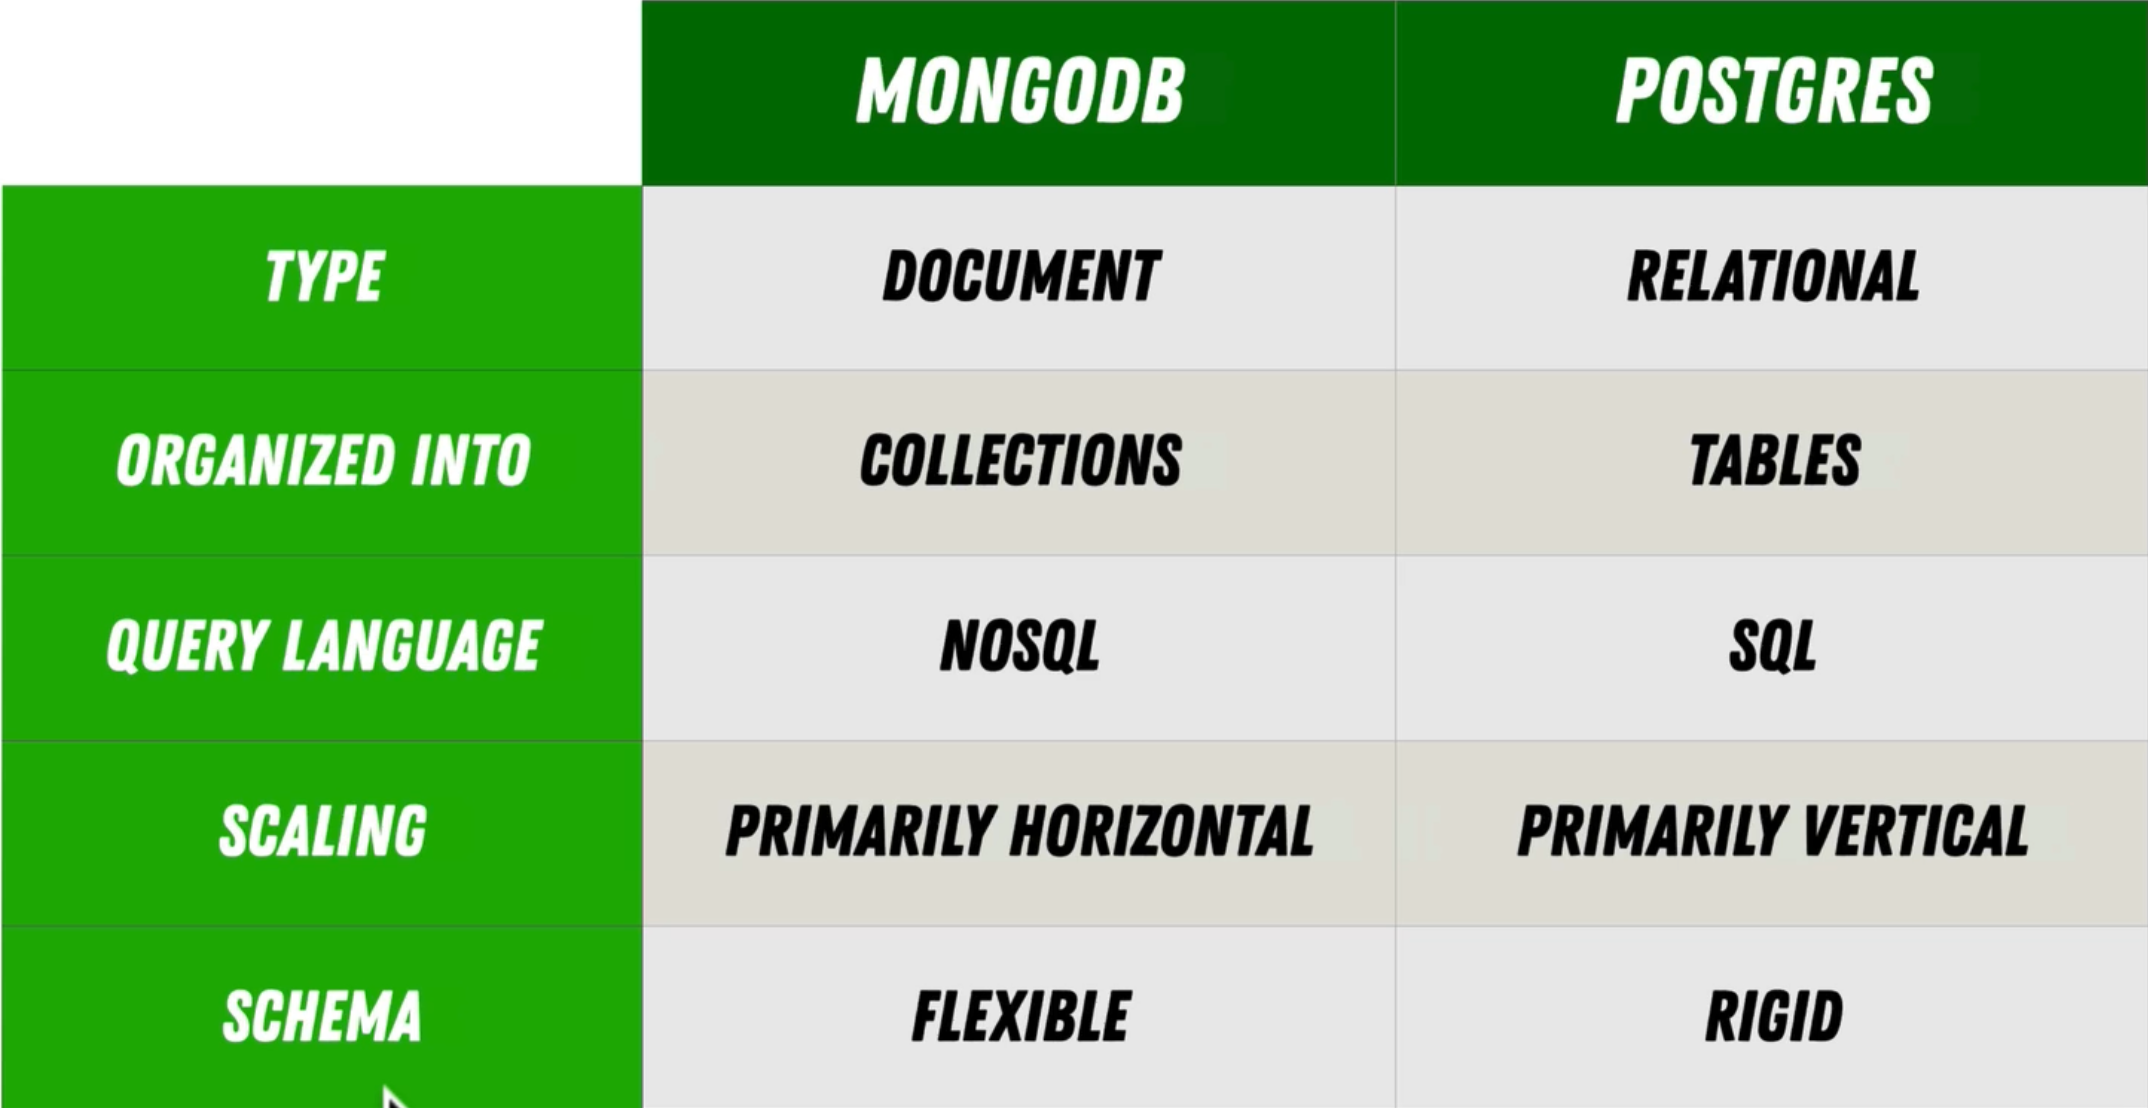 MONGODB POSTGRES
TYPE DOCUMENT RELATIONAL
ORGANIZED INTO COLLECTIONS TABLES
QUERY LANGUAGE NOSQL SQL
SCALING PRIMARILY HORIZONTAL PRIMARILY VERTICAL
SCHEMA FLEXIBLE RIGID